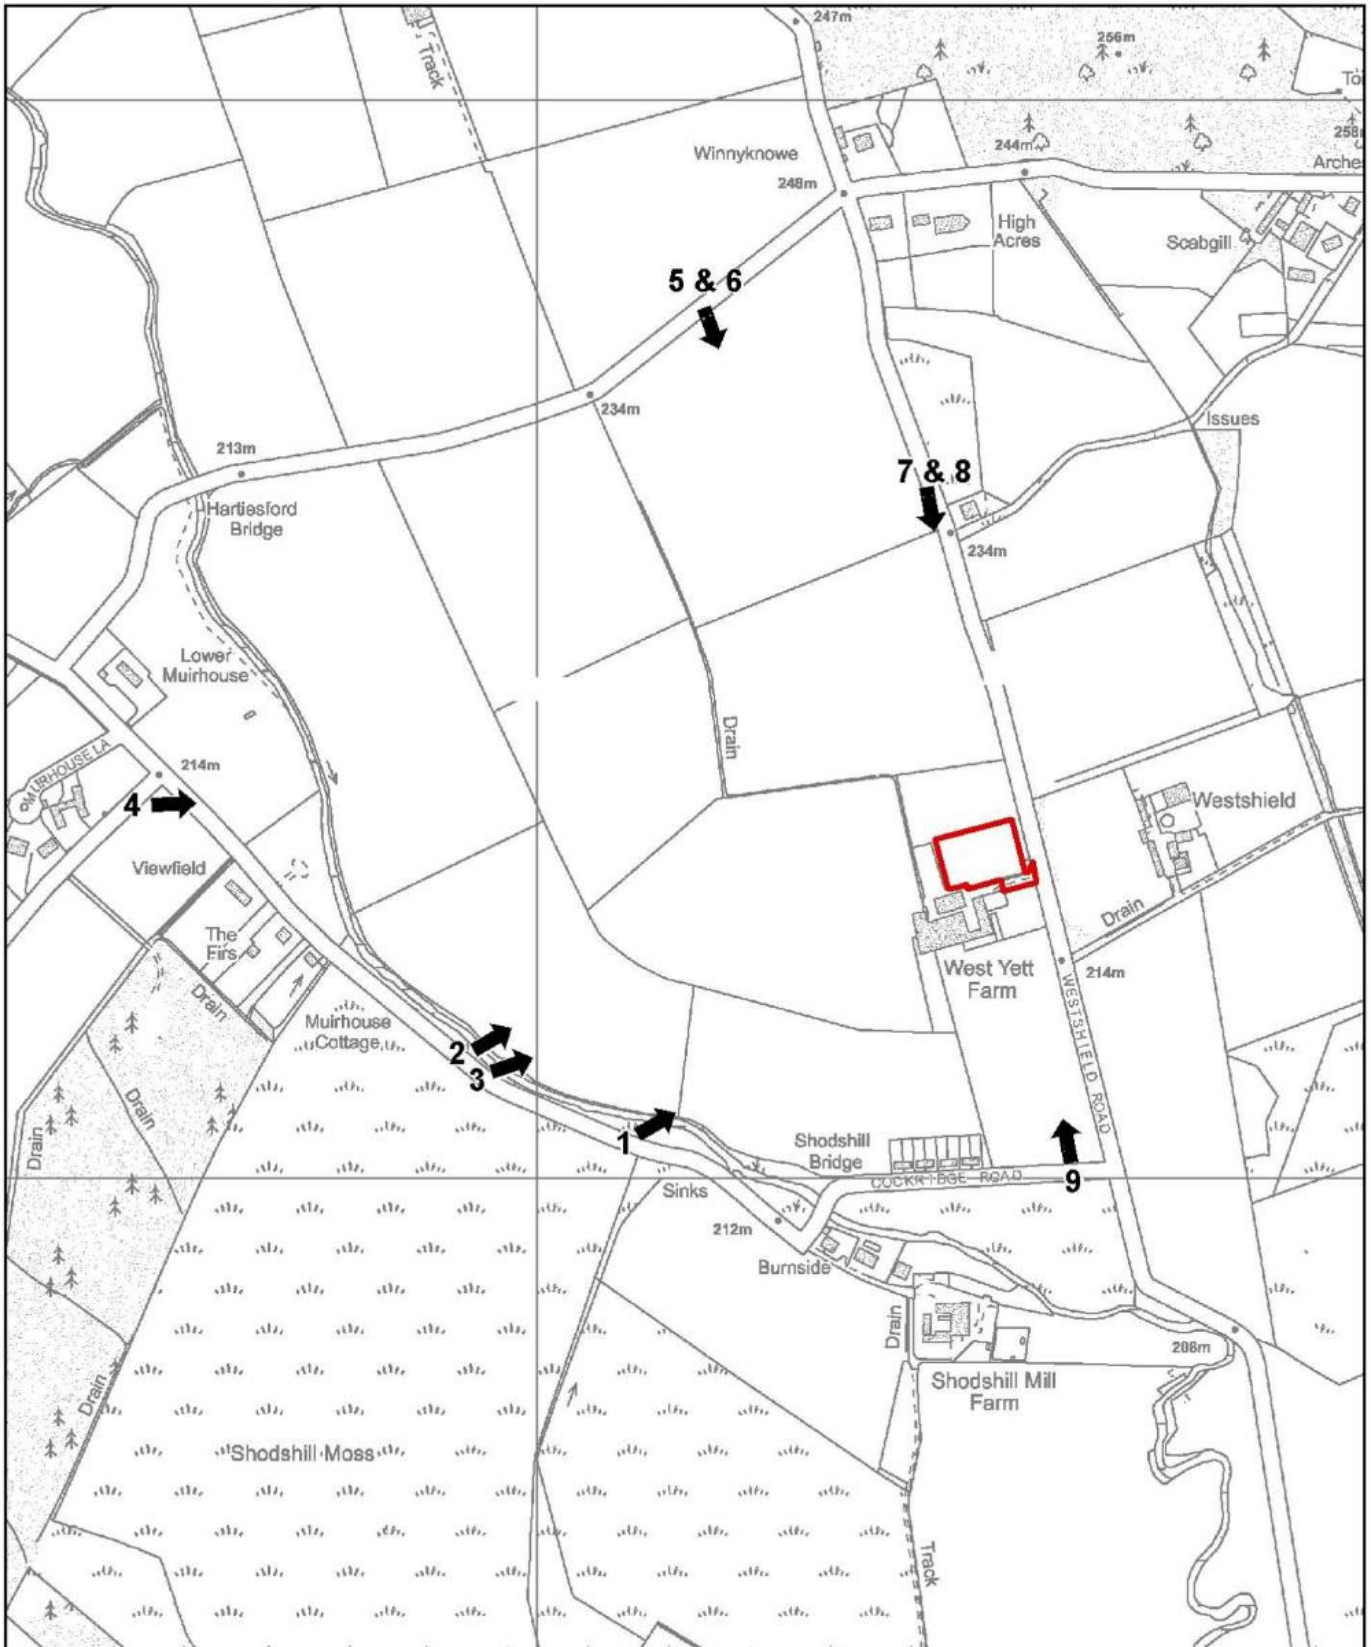 247m
256m
Track
To
258
244m
Winnyknowe
Arche
248m
High
Acres
Scabgill
5 & 6
234m
Issues
213m
7 & 8
Hartiesford
Bridge
234m
Lower
Muirhouse
Drain
MUIRHOUSE LA
214m
4
Westshield
Viewfield
Drain
The
Firs
West Yett
Farm
214m
Drain
WESTSHIELD ROAD
Muirhouse
Cottage
2
3
Drain
Drain
1
Shodshill
Bridge
COCKRIDGE ROAD
9
Sinks
212m
Burnside
Drain
208m
Shodshill Mill
Farm
Drain
Shodshill Moss
Track